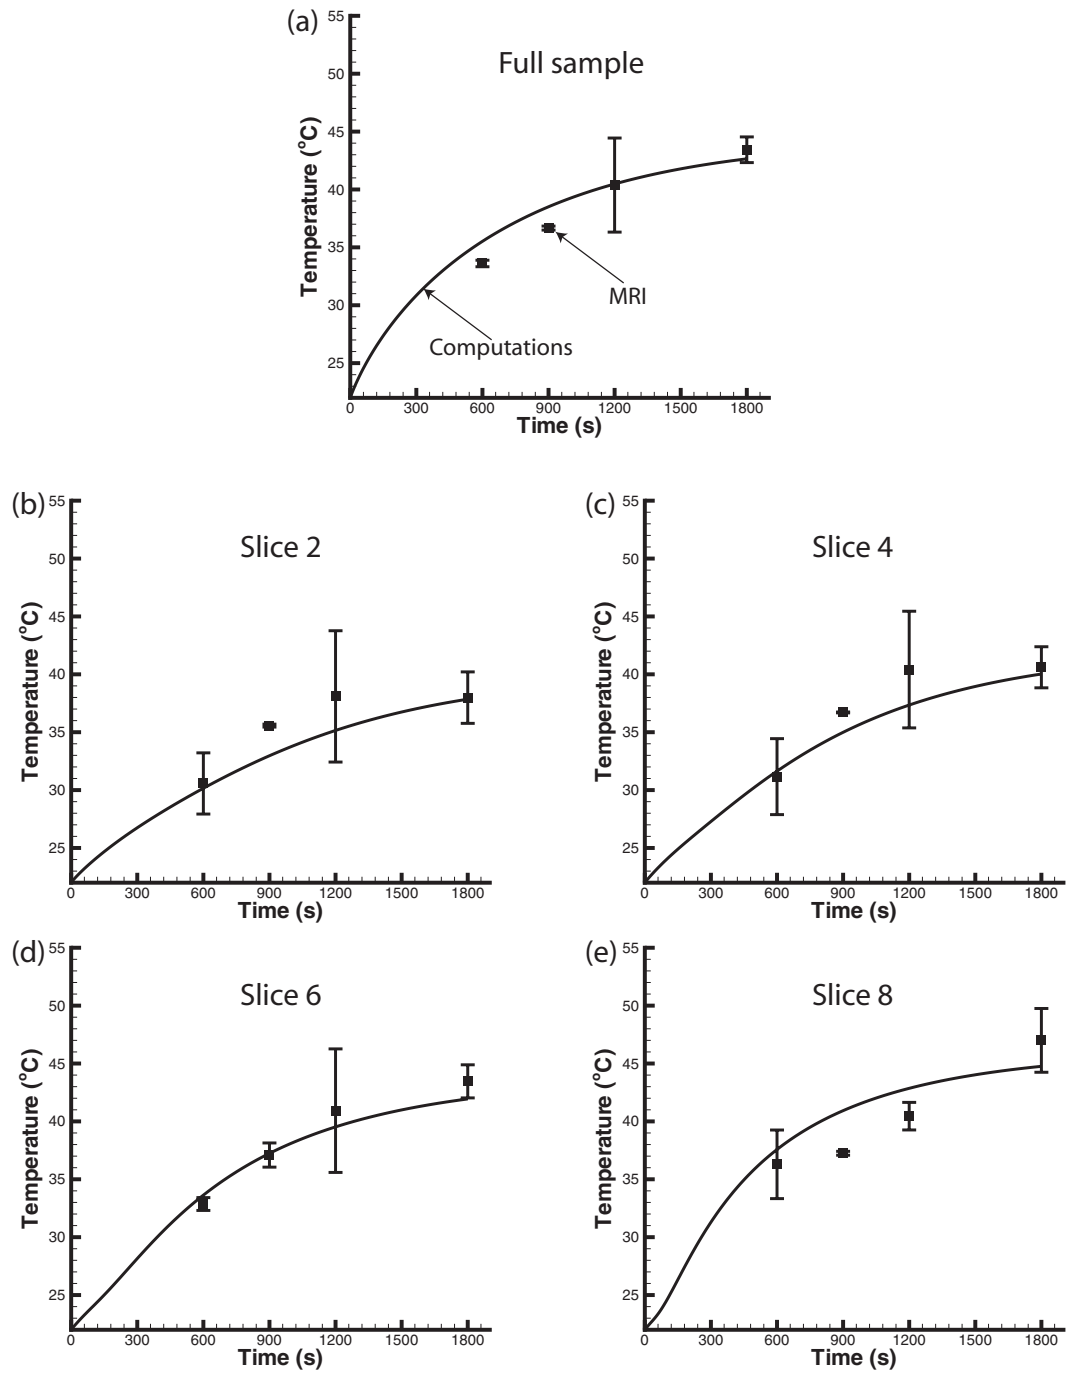 (a)
Full sample
55
50
45
40
35
30
25
Temperature (°C)
MRI
Computations
0 300 600 900 1200 1500 1800
Time (s)
(b)
Slice 2
55
50
45
40
35
30
25
Temperature (°C)
0 300 600 900 1200 1500 1800
Time (s)
(c)
Slice 4
55
50
45
40
35
30
25
Temperature (°C)
0 300 600 900 1200 1500 1800
Time (s)
(d)
Slice 6
55
50
45
40
35
30
25
Temperature (°C)
0 300 600 900 1200 1500 1800
Time (s)
(e)
Slice 8
55
50
45
40
35
30
25
Temperature (°C)
0 300 600 900 1200 1500 1800
Time (s)